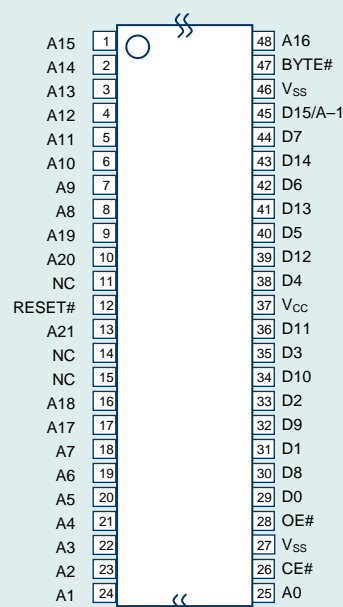 A15 1 48 A16
A14 2 47 BYTE#
A13 3 46 VSS
A12 4 45 D15/A–1
A11 5 44 D7
A10 6 43 D14
A9 7 42 D6
A8 8 41 D13
A19 9 40 D5
A20 10 39 D12
NC 11 38 D4
RESET# 12 37 VCC
A21 13 36 D11
NC 14 35 D3
NC 15 34 D10
A18 16 33 D2
A17 17 32 D9
A7 18 31 D1
A6 19 30 D8
A5 20 29 D0
A4 21 28 OE#
A3 22 27 VSS
A2 23 26 CE#
A1 24 25 A0